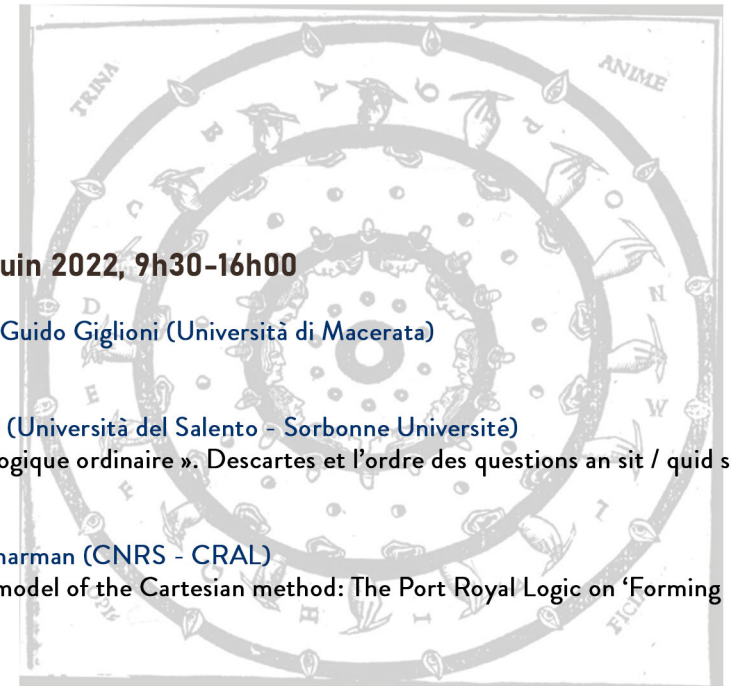 TRINA
ANIME
uin 2022, 9h30-16h00
Guido Giglioni (Università di Macerata)
(Università del Salento - Sorbonne Université)
ogique ordinaire ». Descartes et l’ordre des questions an sit / quid s
harman (CNRS - CRAL)
model of the Cartesian method: The Port Royal Logic on ‘Forming